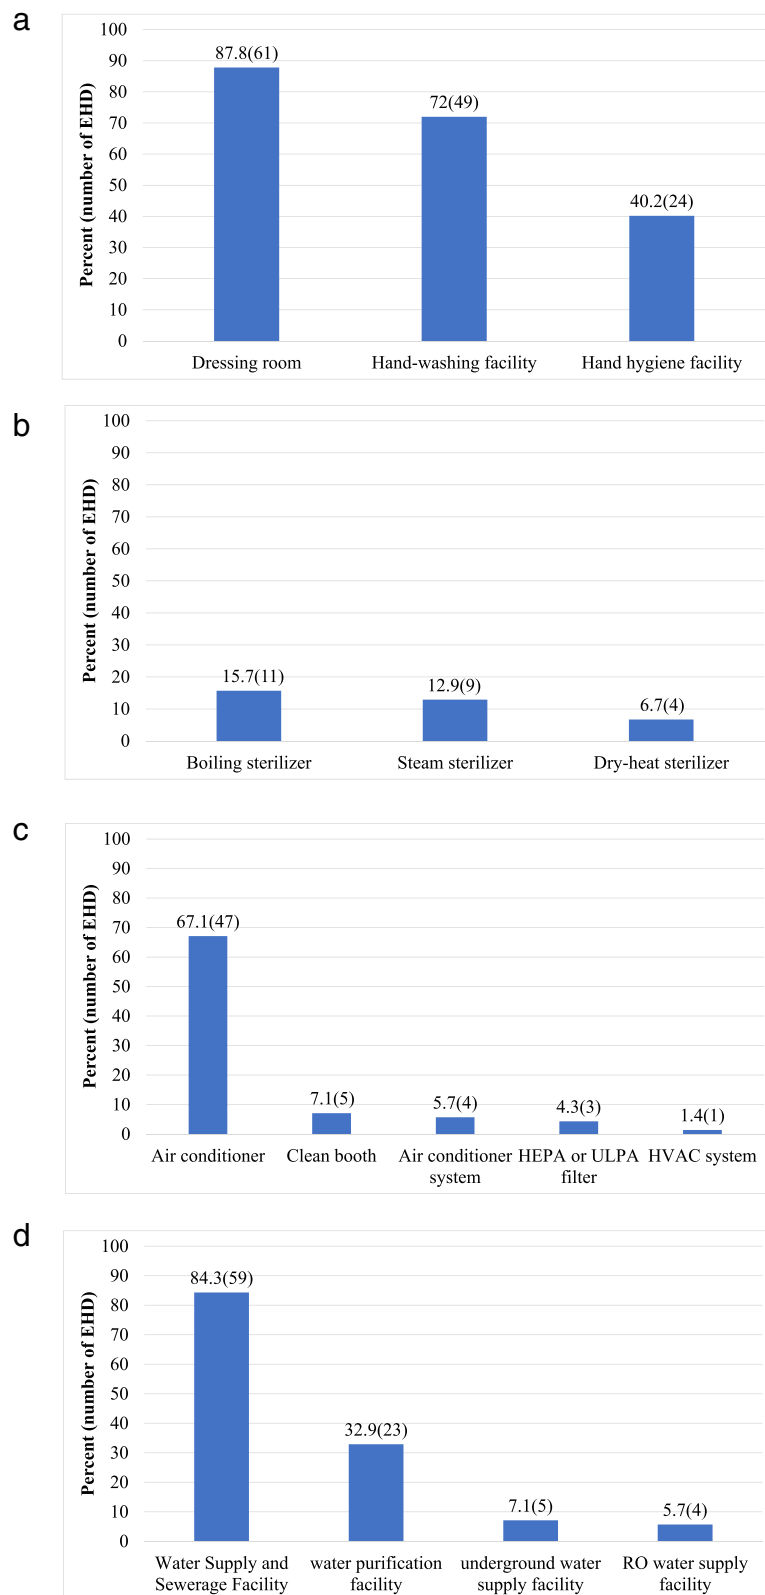 a
Percent (number of EHD)
100
90
80
70
60
50
40
30
20
10
0
87.8(61)
72(49)
40.2(24)
Dressing room
Hand-washing facility
Hand hygiene facility
b
Percent (number of EHD)
100
90
80
70
60
50
40
30
20
10
0
15.7(11)
12.9(9)
6.7(4)
Boiling sterilizer
Steam sterilizer
Dry-heat sterilizer
c
Percent (number of EHD)
100
90
80
70
60
50
40
30
20
10
0
67.1(47)
7.1(5)
5.7(4)
4.3(3)
1.4(1)
Air conditioner
Clean booth
Air conditioner
system
HEPA or ULPA
filter
HVAC system
d
Percent (number of EHD)
100
90
80
70
60
50
40
30
20
10
0
84.3(59)
32.9(23)
7.1(5)
5.7(4)
Water Supply and
Sewerage Facility
water purification
facility
underground water
supply facility
RO water supply
facility